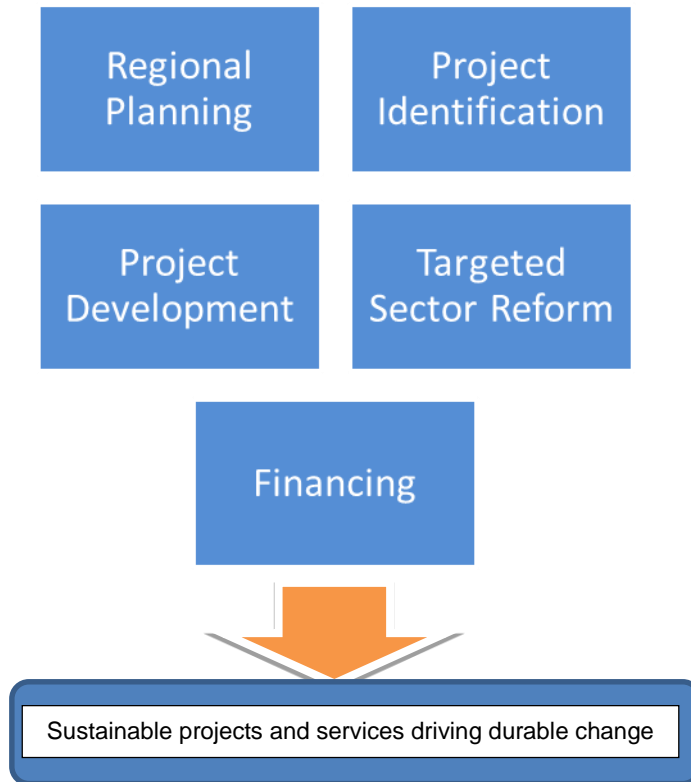 Regional
Planning
Project
Identification
Project
Development
Targeted
Sector Reform
Financing
Sustainable projects and services driving durable change